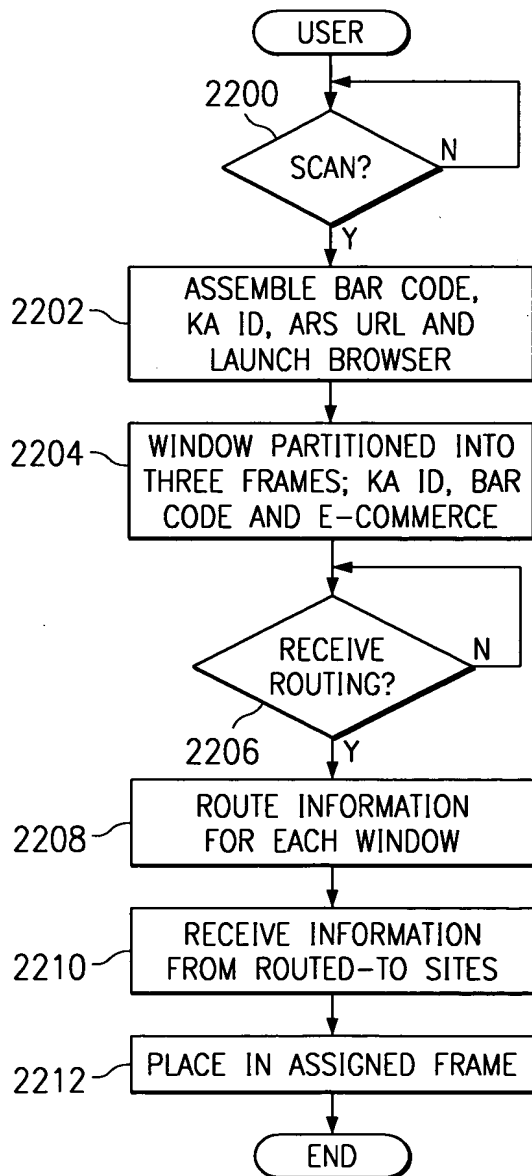 USER
2200
SCAN?
N
Y
2202
ASSEMBLE BAR CODE,
KA ID, ARS URL AND
LAUNCH BROWSER
2204
WINDOW PARTITIONED INTO
THREE FRAMES; KA ID, BAR
CODE AND E-COMMERCE
RECEIVE
ROUTING?
N
2206
Y
2208
ROUTE INFORMATION
FOR EACH WINDOW
2210
RECEIVE INFORMATION
FROM ROUTED-TO SITES
2212
PLACE IN ASSIGNED FRAME
END